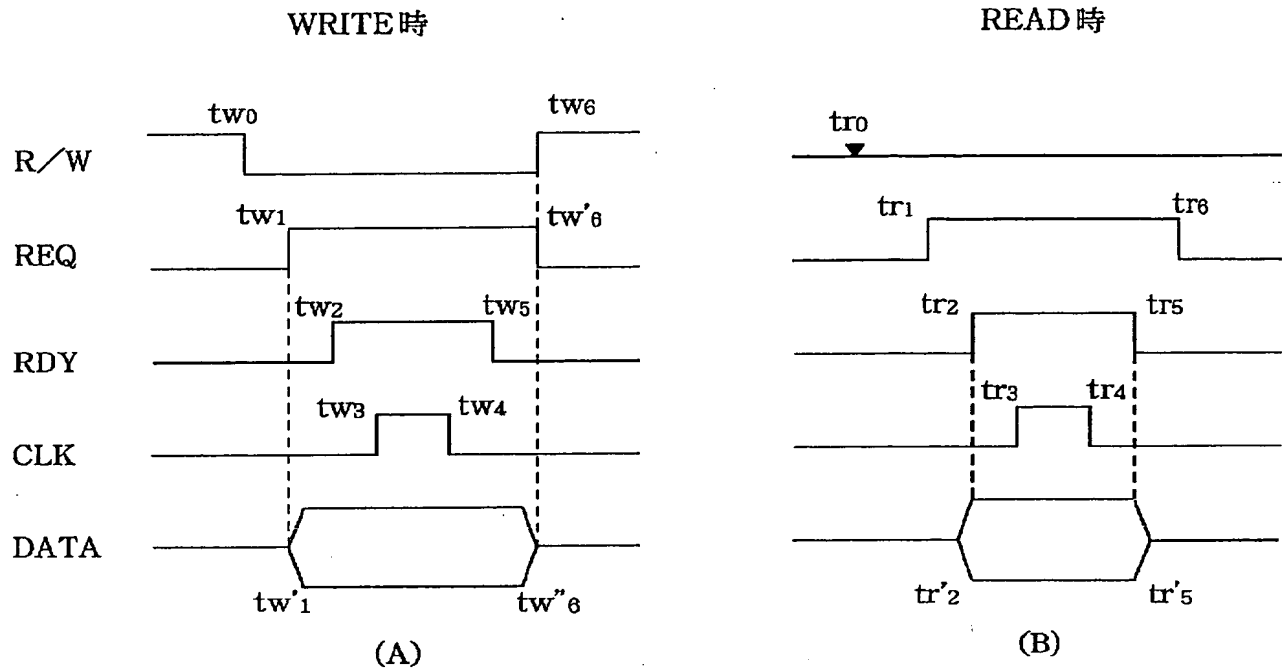 WRITE時 READ時
tw0 tw6 tr0
R／W
tw1 tw'6 tr1 tr6
REQ
tw2 tw5 tr2 tr5
RDY
tw3 tw4 tr3 tr4
CLK
DATA
tw'1 tw"6 tr'2 tr'5
(A) (B)